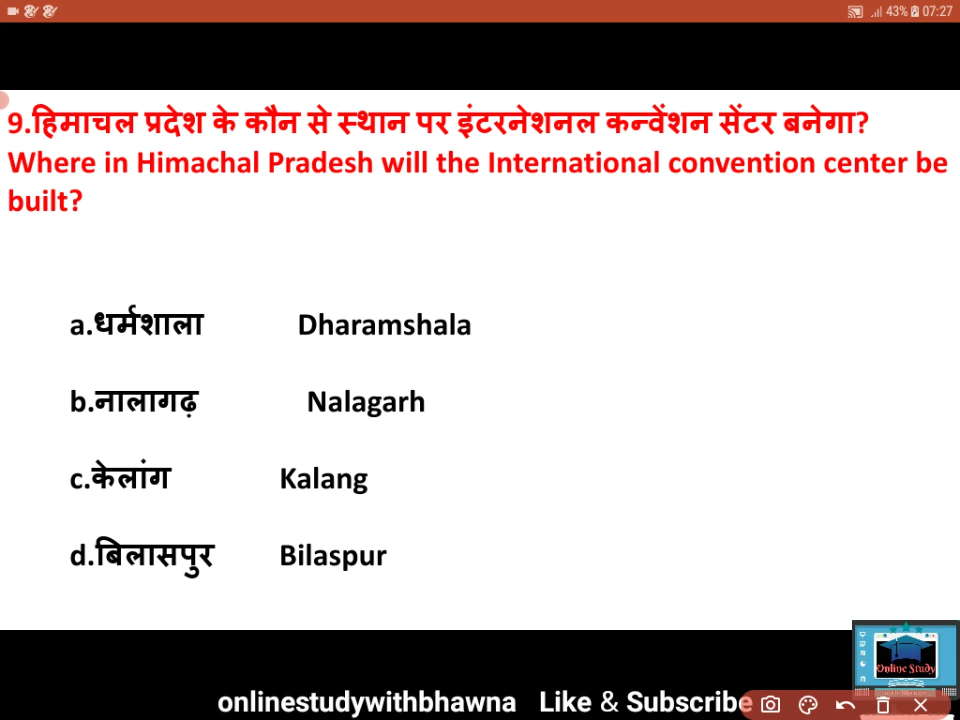 43% 07:27
9.हिमाचल प्रदेश के कौन से स्थान पर इंटरनेशनल कन्वेंशन सेंटर बनेगा?
Where in Himachal Pradesh will the International convention center be
built?
a.धर्मशाला Dharamshala
b.नालागढ़ Nalagarh
c.केलांग Kalang
d.बिलासपुर Bilaspur
Online Study
onlinestudywithbhawna Like & Subscribe